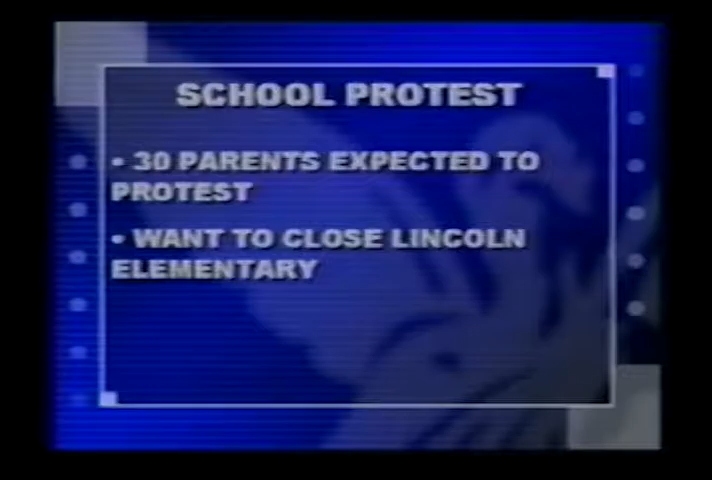 SCHOOL PROTEST
• 30 PARENTS EXPECTED TO
PROTEST
• WANT TO CLOSE LINCOLN
ELEMENTARY